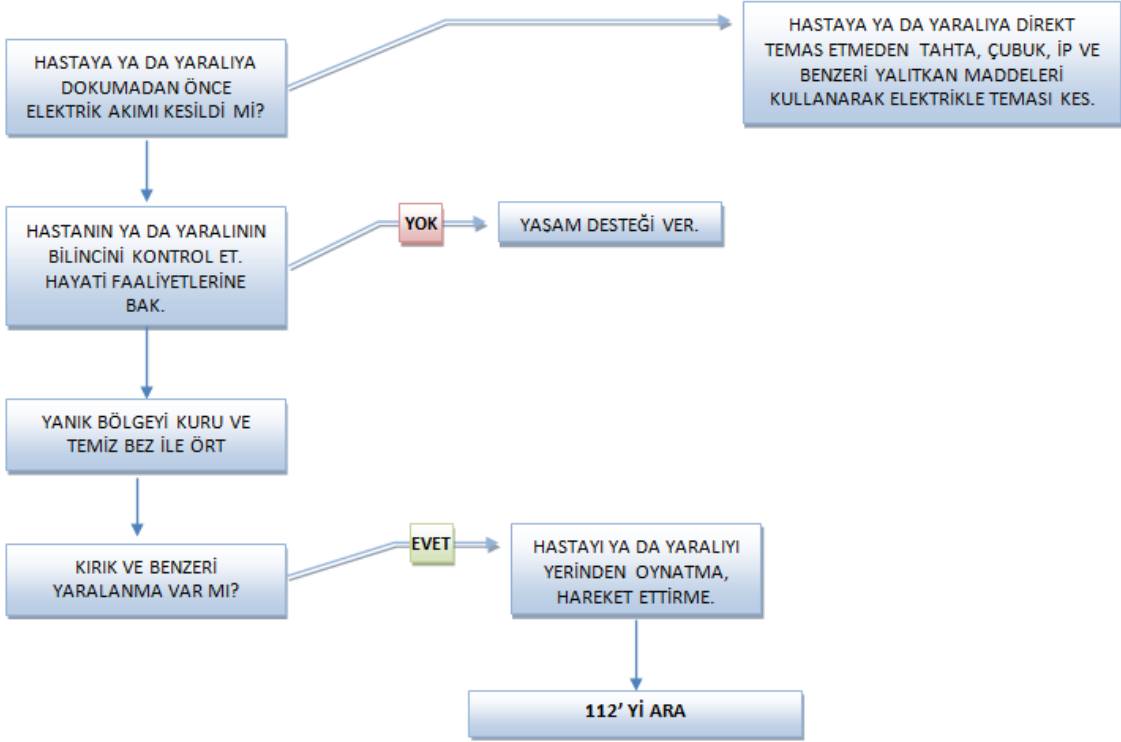 HASTAYA YA DA YARALIYA
DOKUMADAN ÖNCE
ELEKTRİK AKIMI KESİLDİ Mİ?
HASTAYA YA DA YARALIYA DİREKT
TEMAS ETMEDEN TAHTA, ÇUBUK, İP VE
BENZERİ YALITKAN MADDELERİ
KULLANARAK ELEKTRİKLE TEMASI KES.
HASTANIN YA DA YARALININ
BİLİNCİNİ KONTROL ET.
HAYATİ FAALİYETLERİNE
BAK.
YOK
YAŞAM DESTEĞİ VER.
YANIK BÖLGEYİ KURU VE
TEMİZ BEZ İLE ÖRT
KIRIK VE BENZERİ
YARALANMA VAR MI?
EVET
HASTAYI YA DA YARALIYI
YERİNDEN OYNATMA,
HAREKET ETTİRME.
112' Yİ ARA